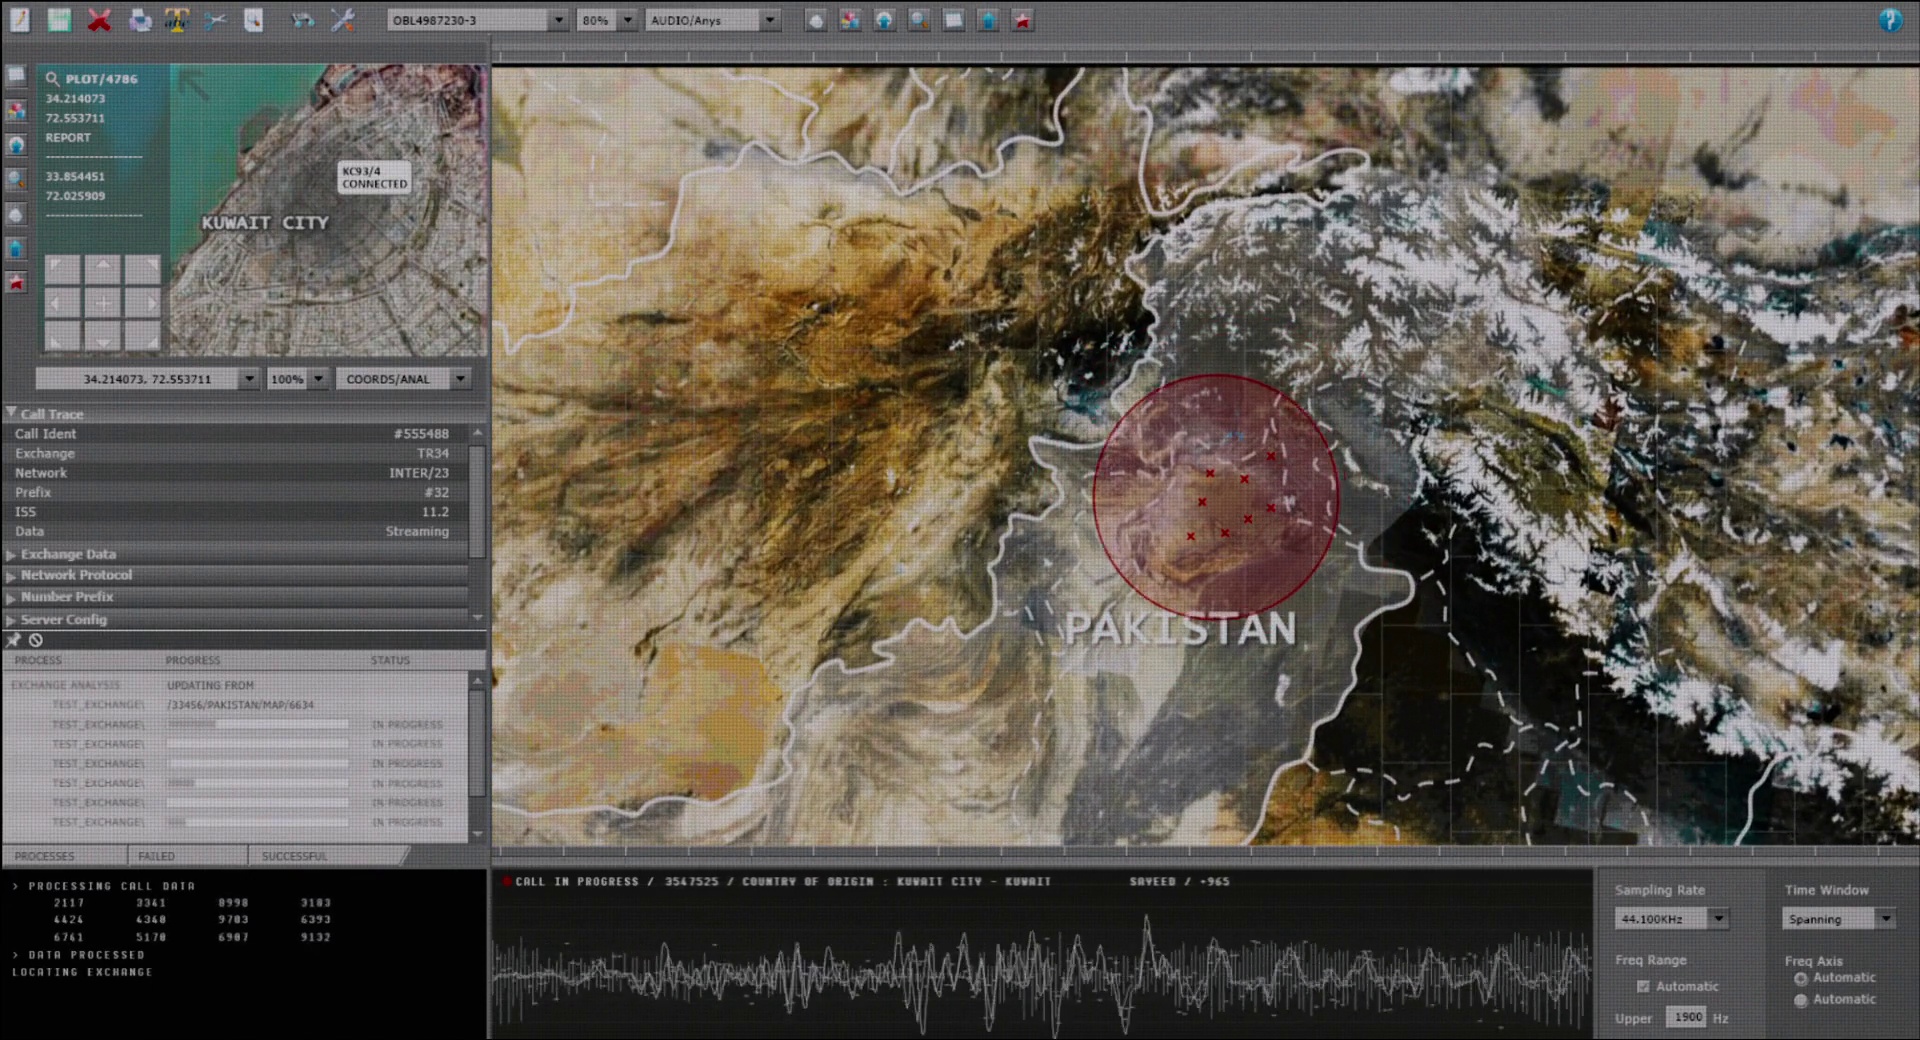 OBL4987230-3
80%
AUDIO/Anys
PLOT/4786
34.214073
72.553711
REPORT
33.854451
72.025909
KC93/4
CONNECTED
KUWAIT CITY
34.214073, 72.553711
100%
COORDS/ANAL
Call Trace
Call Ident #555488
Exchange TR34
Network INTER/23
Prefix #32
ISS 11.2
Data Streaming
Exchange Data
Network Protocol
Number Prefix
Server Config
PROCESS PROGRESS STATUS
EXCHANGE ANALYSIS UPDATING FROM
TEST_EXCHANGE\ /33456/PAKISTAN/MAP/6634
TEST_EXCHANGE\ IN PROGRESS
TEST_EXCHANGE\ IN PROGRESS
TEST_EXCHANGE\ IN PROGRESS
TEST_EXCHANGE\ IN PROGRESS
TEST_EXCHANGE\ IN PROGRESS
TEST_EXCHANGE\ IN PROGRESS
PROCESSES FAILED SUCCESSFUL
> PROCESSING CALL DATA
2117 3341 8998 3183
4424 4340 9783 6393
6761 5170 6907 9132
> DATA PROCESSED
LOCATING EXCHANGE
PAKISTAN
CALL IN PROGRESS / 3547525 / COUNTRY OF ORIGIN : KUWAIT CITY - KUWAIT SAVEED / +965
Sampling Rate
44.100KHz
Freq Range
Automatic
Upper 1900 Hz
Time Window
Spanning
Freq Axis
Automatic
Automatic